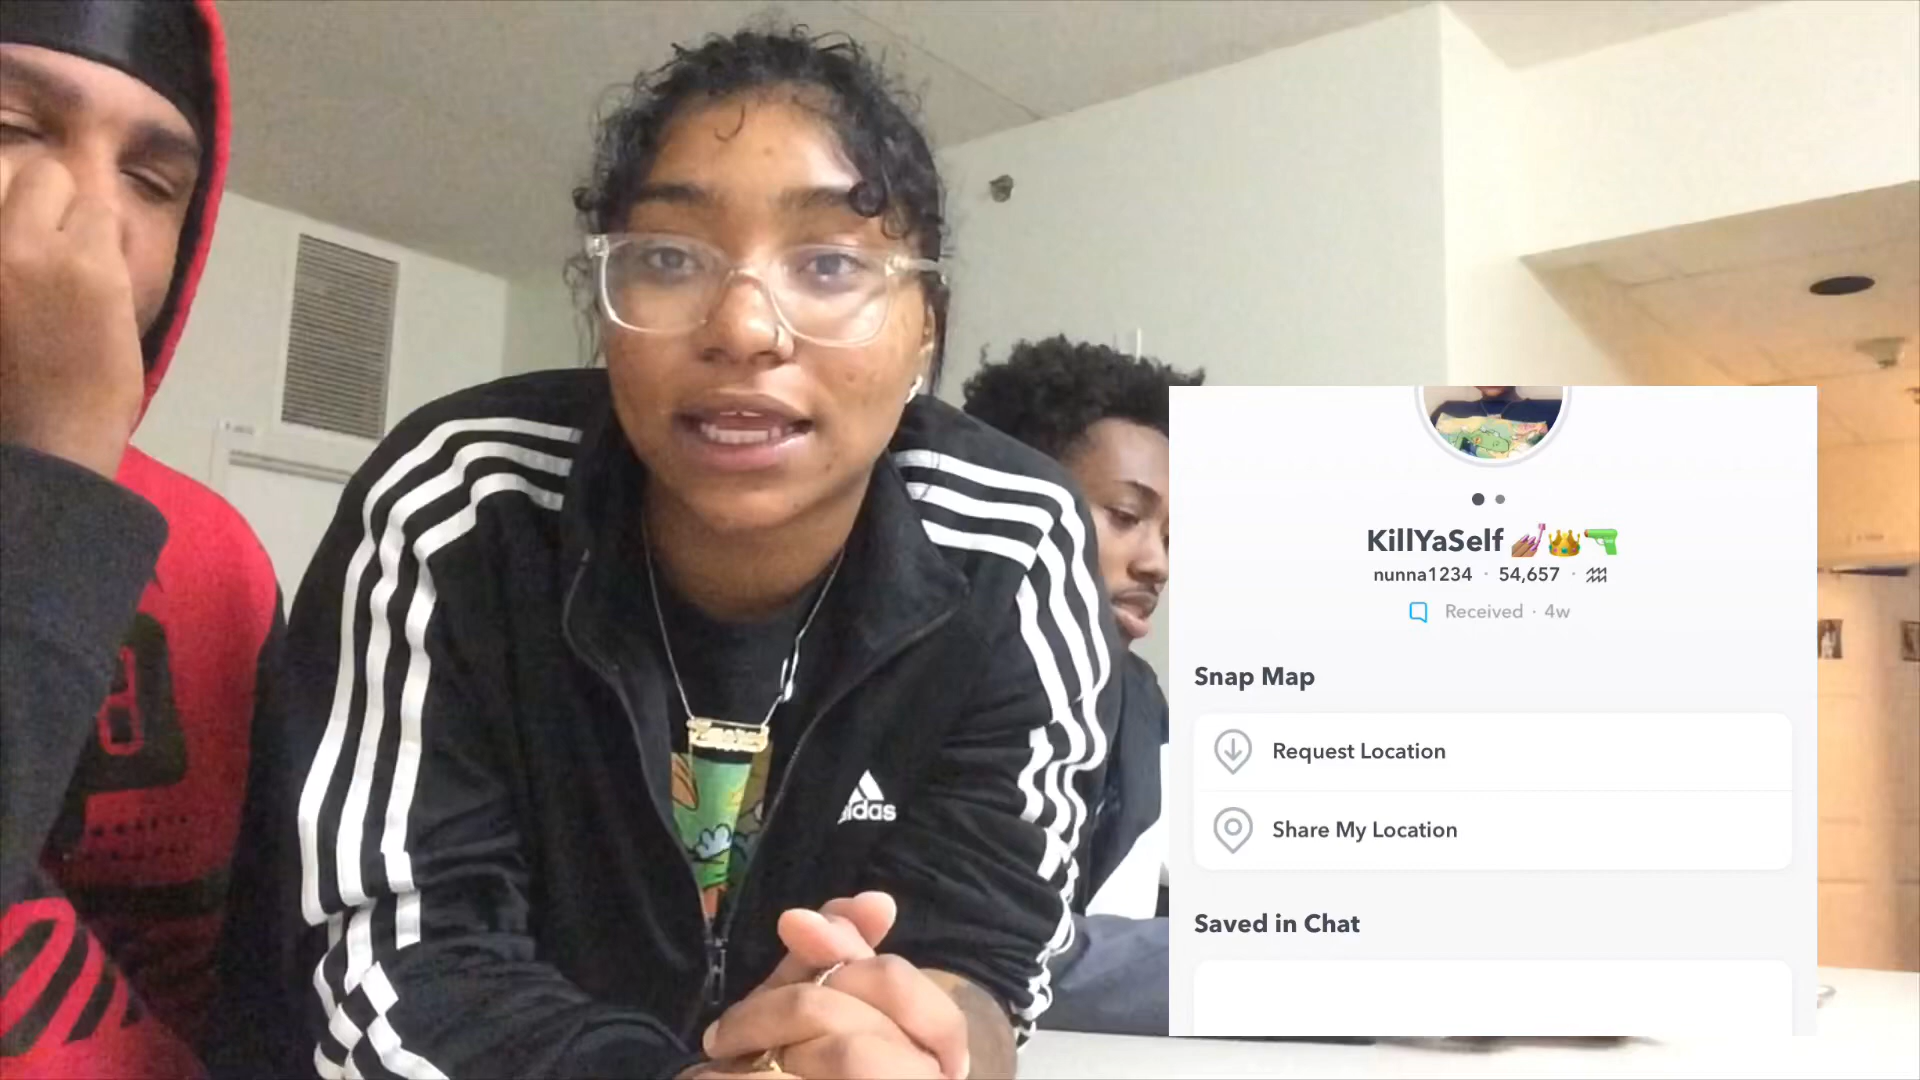 adidas
KillYaSelf 💅🏽👑🔫
nunna1234 · 54,657 · ♒
Received · 4w
Snap Map
Request Location
Share My Location
Saved in Chat